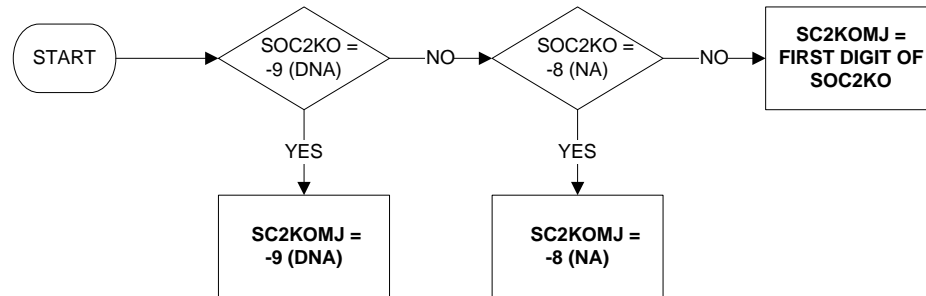 START
SOC2KO =
-9 (DNA)
NO
SOC2KO =
-8 (NA)
NO
SC2KOMJ =
FIRST DIGIT OF
SOC2KO
YES
YES
SC2KOMJ =
-9 (DNA)
SC2KOMJ =
-8 (NA)